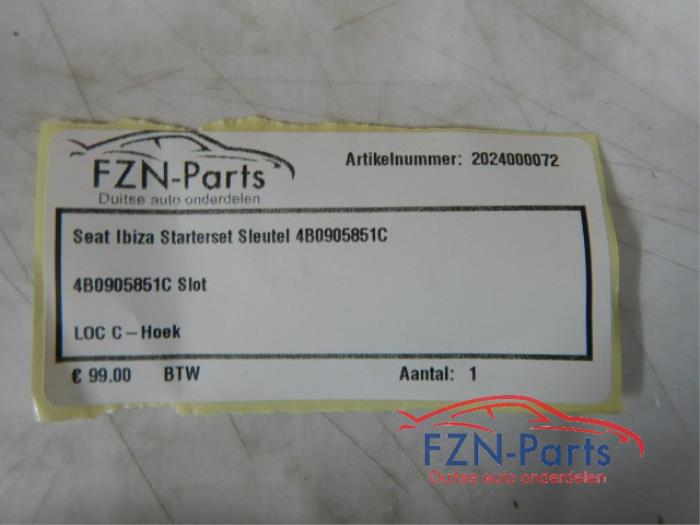 FZN-Parts
Duitse auto onderdelen
Artikelnummer: 2024000072
Seat Ibiza Starterset Sleutel 4B0905851C
4B0905851C Slot
LOC C-Hoek
€ 99.00 BTW Aantal: 1
FZN-Parts
Duitse auto onderdelen